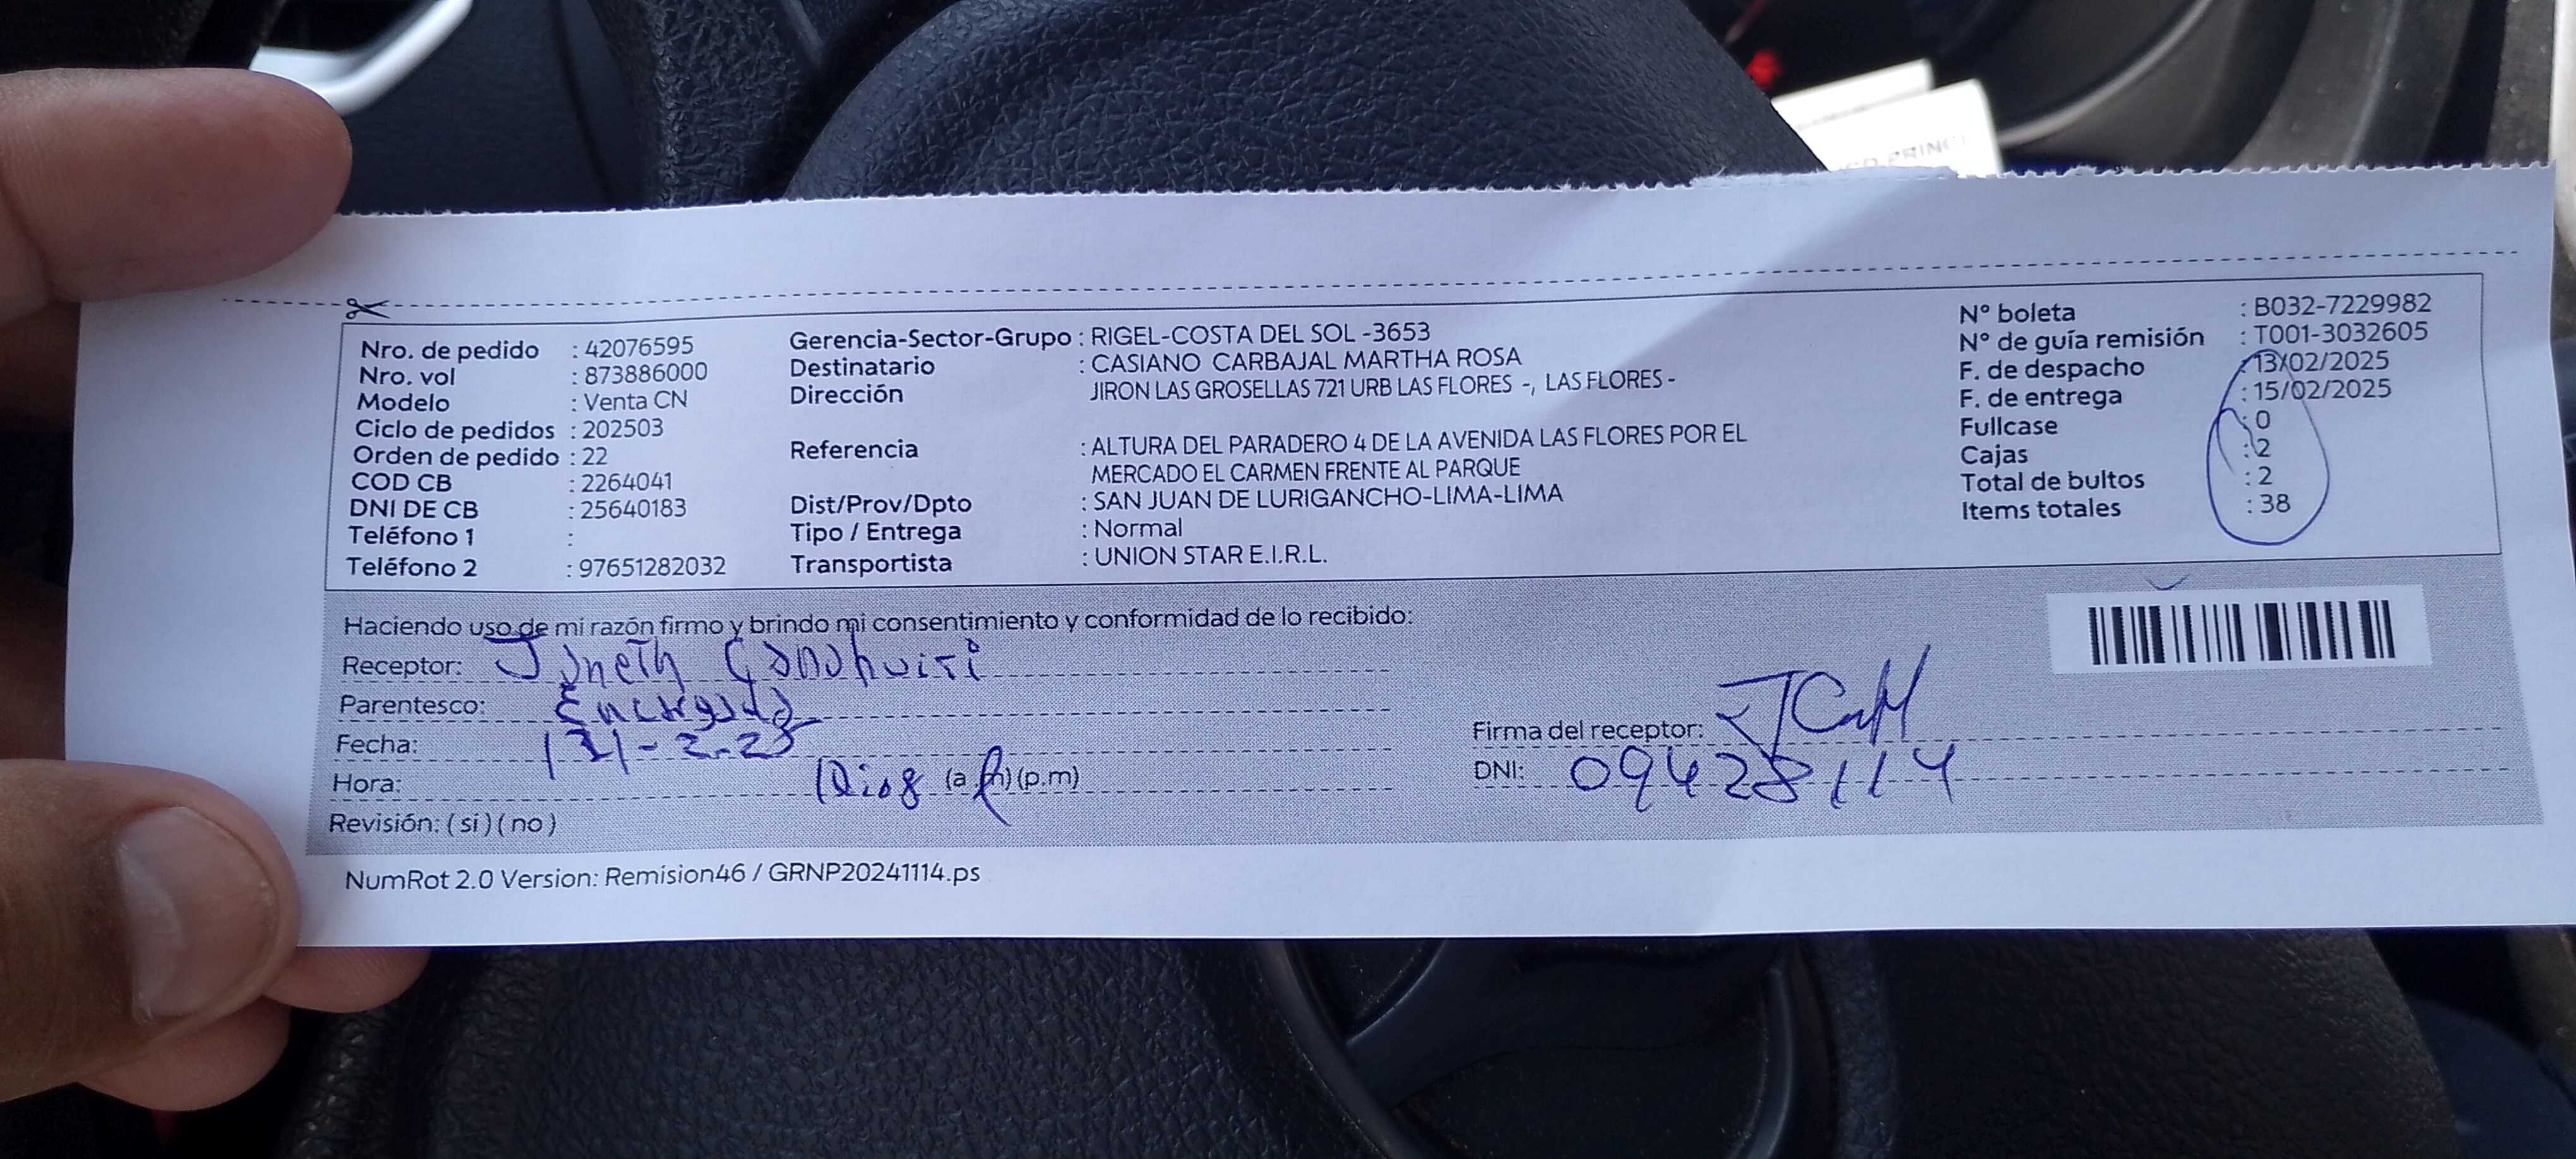 Nro. de pedido : 42076595
Nro. vol : 873886000
Modelo : Venta CN
Ciclo de pedidos : 202503
Orden de pedido : 22
COD CB : 2264041
DNI DE CB : 25640183
Teléfono 1 :
Teléfono 2 : 97651282032
Gerencia-Sector-Grupo : RIGEL-COSTA DEL SOL -3653
Destinatario : CASIANO CARBAJAL MARTHA ROSA
Dirección JIRON LAS GROSELLAS 721 URB LAS FLORES -, LAS FLORES -
Referencia : ALTURA DEL PARADERO 4 DE LA AVENIDA LAS FLORES POR EL
MERCADO EL CARMEN FRENTE AL PARQUE
Dist/Prov/Dpto : SAN JUAN DE LURIGANCHO-LIMA-LIMA
Tipo / Entrega : Normal
Transportista : UNION STAR E.I.R.L.
N° boleta : B032-7229982
N° de guía remisión : T001-3032605
F. de despacho : 13/02/2025
F. de entrega : 15/02/2025
Fullcase : 0
Cajas : 2
Total de bultos : 2
Items totales : 38
Haciendo uso de mi razón firmo y brindo mi consentimiento y conformidad de lo recibido:
Receptor: Janeth
Parentesco: Encargada
Fecha:
Hora: (a.m) (p.m)
Revisión: ( si ) ( no )
Firma del receptor:
DNI: 09428114
NumRot 2.0 Version: Remision46 / GRNP20241114.ps